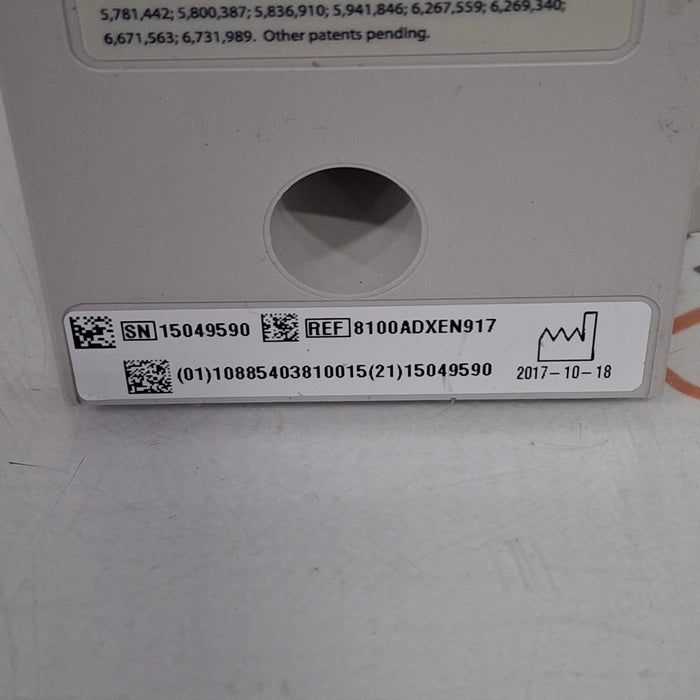 5,781,442; 5,800,387; 5,836,910; 5,941,846; 6,267,559; 6,269,340;
6,671,563; 6,731,989. Other patents pending.
SN 15049590 REF 8100ADXEN917
(01)10885403810015(21)15049590
2017-10-18